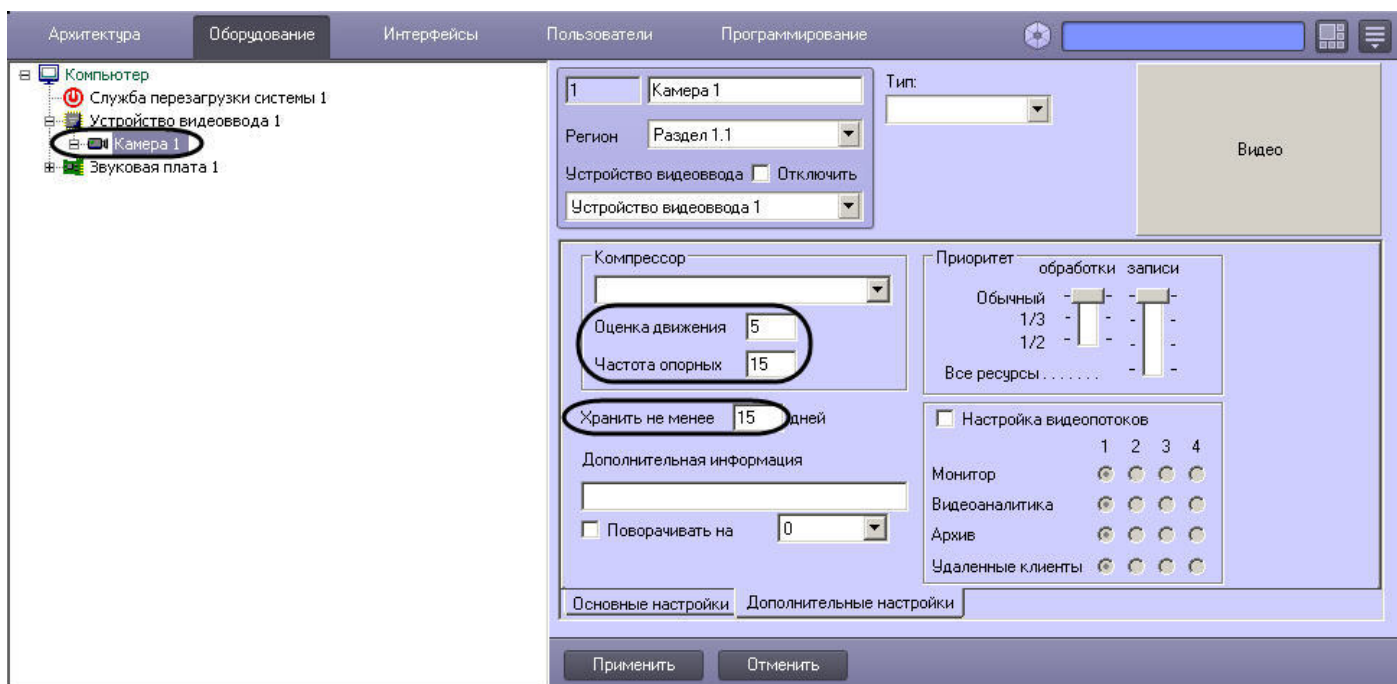 Архитектура Оборудование Интерфейсы Пользователи Программирование
Компьютер
Служба перезагрузки системы 1
Устройство видеоввода 1
Камера 1
Звуковая плата 1
1 Камера 1
Тип:
Регион Раздел 1.1
Устройство видеоввода Отключить
Устройство видеоввода 1
Видео
Компрессор
Оценка движения 5
Частота опорных 15
Хранить не менее 15 дней
Дополнительная информация
Поворачивать на 0
Приоритет
обработки записи
Обычный
1/3
1/2
Все ресурсы.......
Настройка видеопотоков
1 2 3 4
Монитор
Видеоаналитика
Архив
Удаленные клиенты
Основные настройки Дополнительные настройки
Применить Отменить